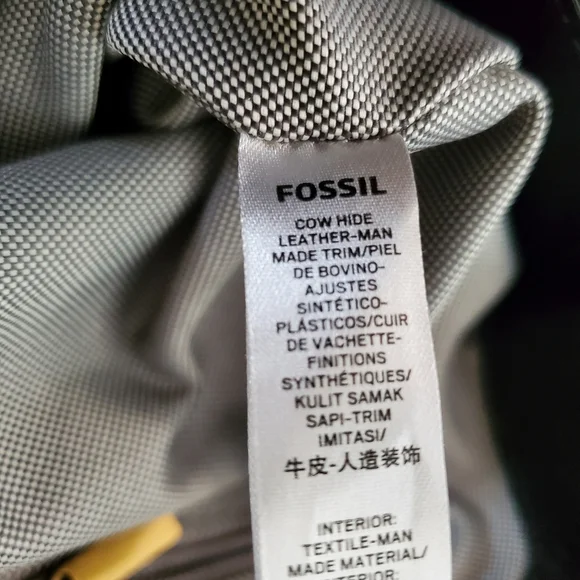 FOSSIL
COW HIDE
LEATHER-MAN
MADE TRIM/PIEL
DE BOVINO-
AJUSTES
SINTÉTICO-
PLÁSTICOS/CUIR
DE VACHETTE-
FINITIONS
SYNTHÉTIQUES/
KULIT SAMAK
SAPI-TRIM
IMITASI/
牛皮-人造装饰
INTERIOR:
TEXTILE-MAN
MADE MATERIAL/
INTERIOR: